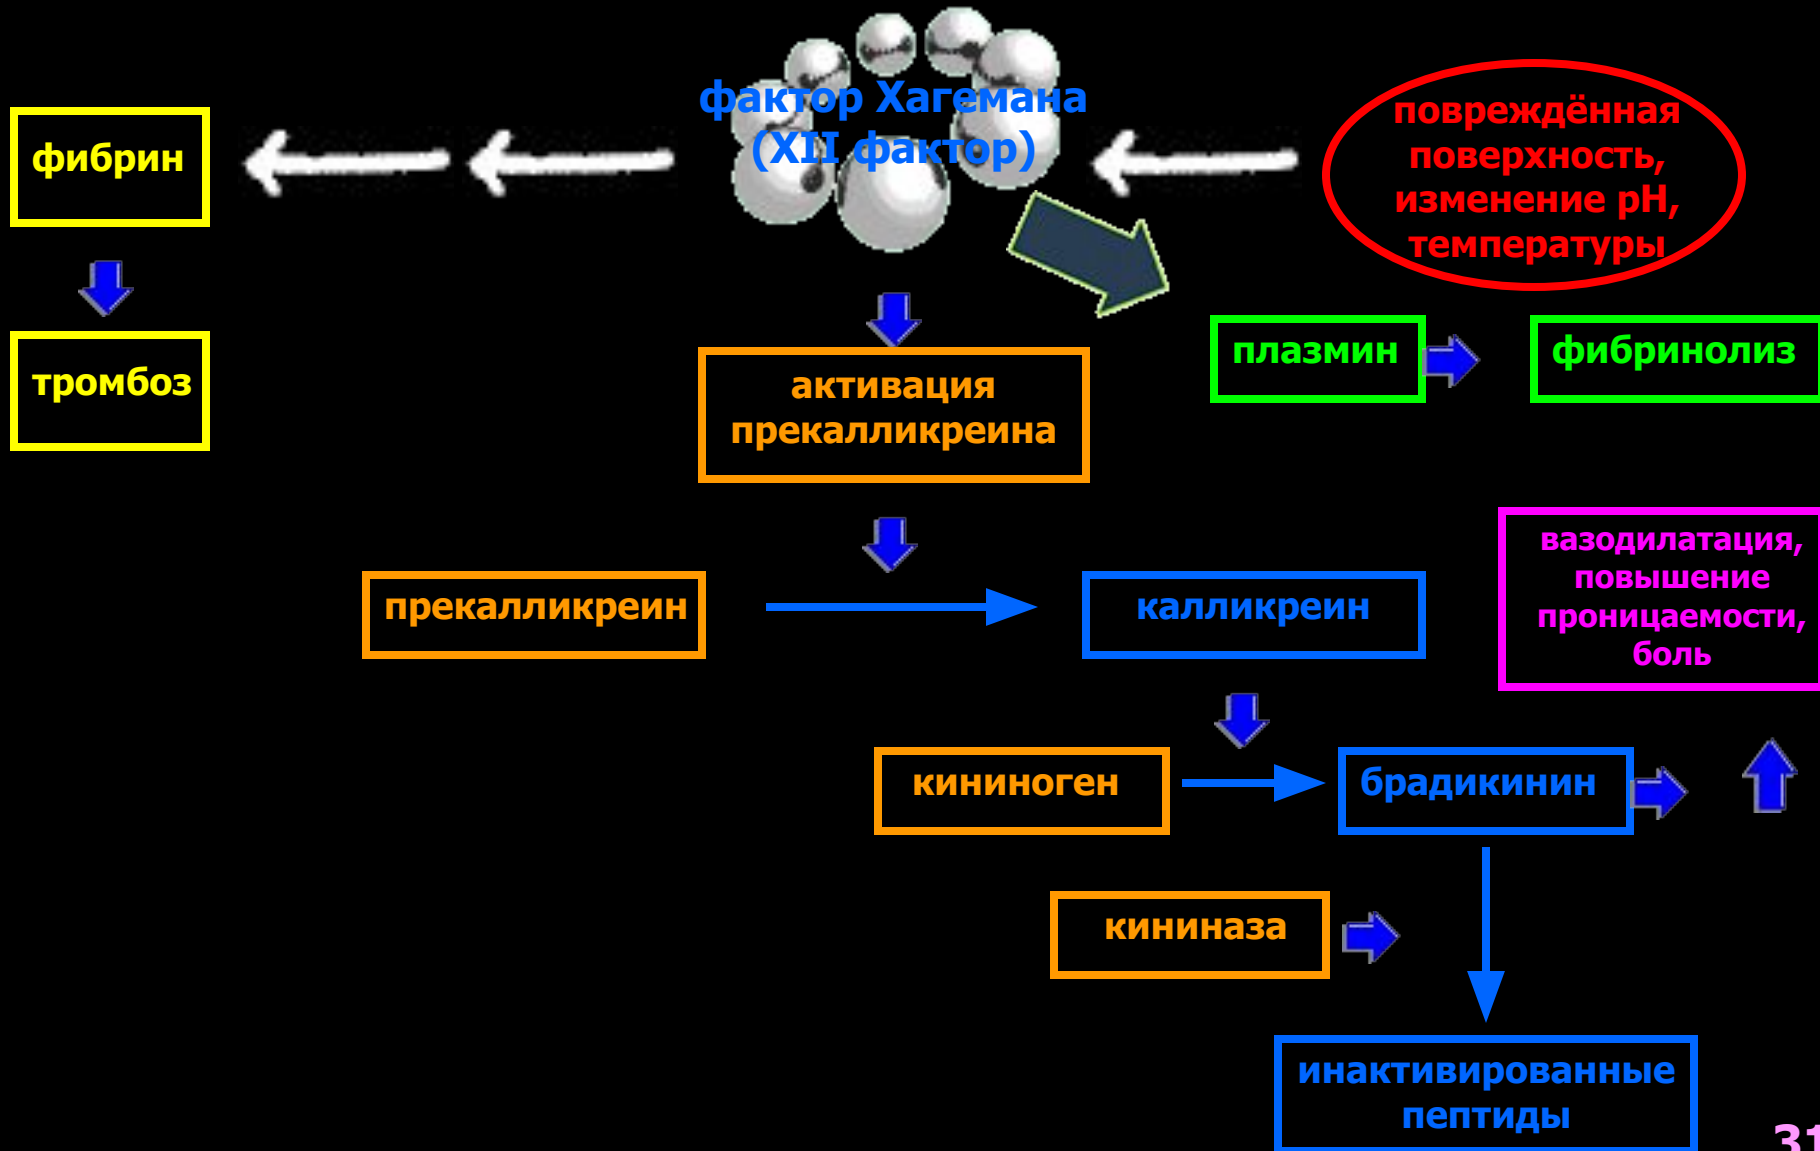 фактор Хагемана
(XII фактор)
повреждённая
поверхность,
изменение pH,
температуры
фибрин
тромбоз
активация
прекалликреина
плазмин
фибринолиз
прекалликреин
калликреин
вазодилатация,
повышение
проницаемости,
боль
кининоген
брадикинин
кининаза
инактивированные
пептиды
31